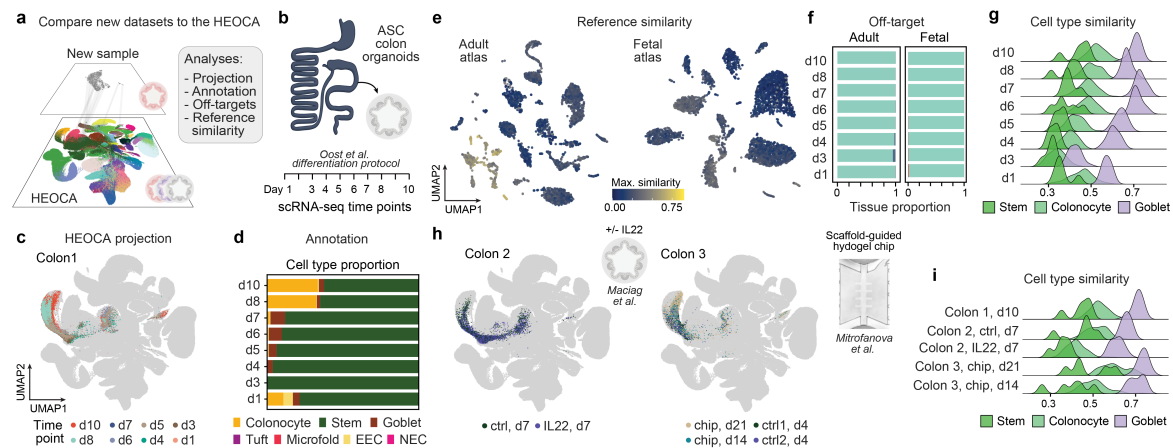 a
Compare new datasets to the HEOCA
New sample
Analyses:
- Projection
- Annotation
- Off-targets
- Reference
similarity
HEOCA
b
ASC
colon
organoids
Oost et al.
differentiation protocol
Day 1 3 4 5 6 7 8 10
scRNA-seq time points
c
HEOCA projection
Colon1
UMAP2
UMAP1
Time
point
d10 d7 d5 d3
d8 d6 d4 d1
d
Annotation
Cell type proportion
d10
d8
d7
d6
d5
d4
d3
d1
Colonocyte Stem Goblet
Tuft Microfold EEC NEC
e
Reference similarity
Adult
atlas
Fetal
atlas
UMAP2
UMAP1
Max. similarity
0.00 0.75
f
Off-target
Adult Fetal
d10
d8
d7
d6
d5
d4
d3
d1
0 1 0 1
Tissue proportion
g
Cell type similarity
d10
d8
d7
d6
d5
d4
d3
d1
0.3 0.5 0.7
Stem Colonocyte Goblet
h
Colon 2
+/- IL22
Maciag
et al.
Colon 3
Scaffold-guided
hydogel chip
Mitrofanova
et al.
ctrl, d7 IL22, d7
chip, d21 ctrl1, d4
chip, d14 ctrl2, d4
i
Cell type similarity
Colon 1, d10
Colon 2, ctrl, d7
Colon 2, IL22, d7
Colon 3, chip, d21
Colon 3, chip, d14
0.3 0.5 0.7
Stem Colonocyte Goblet